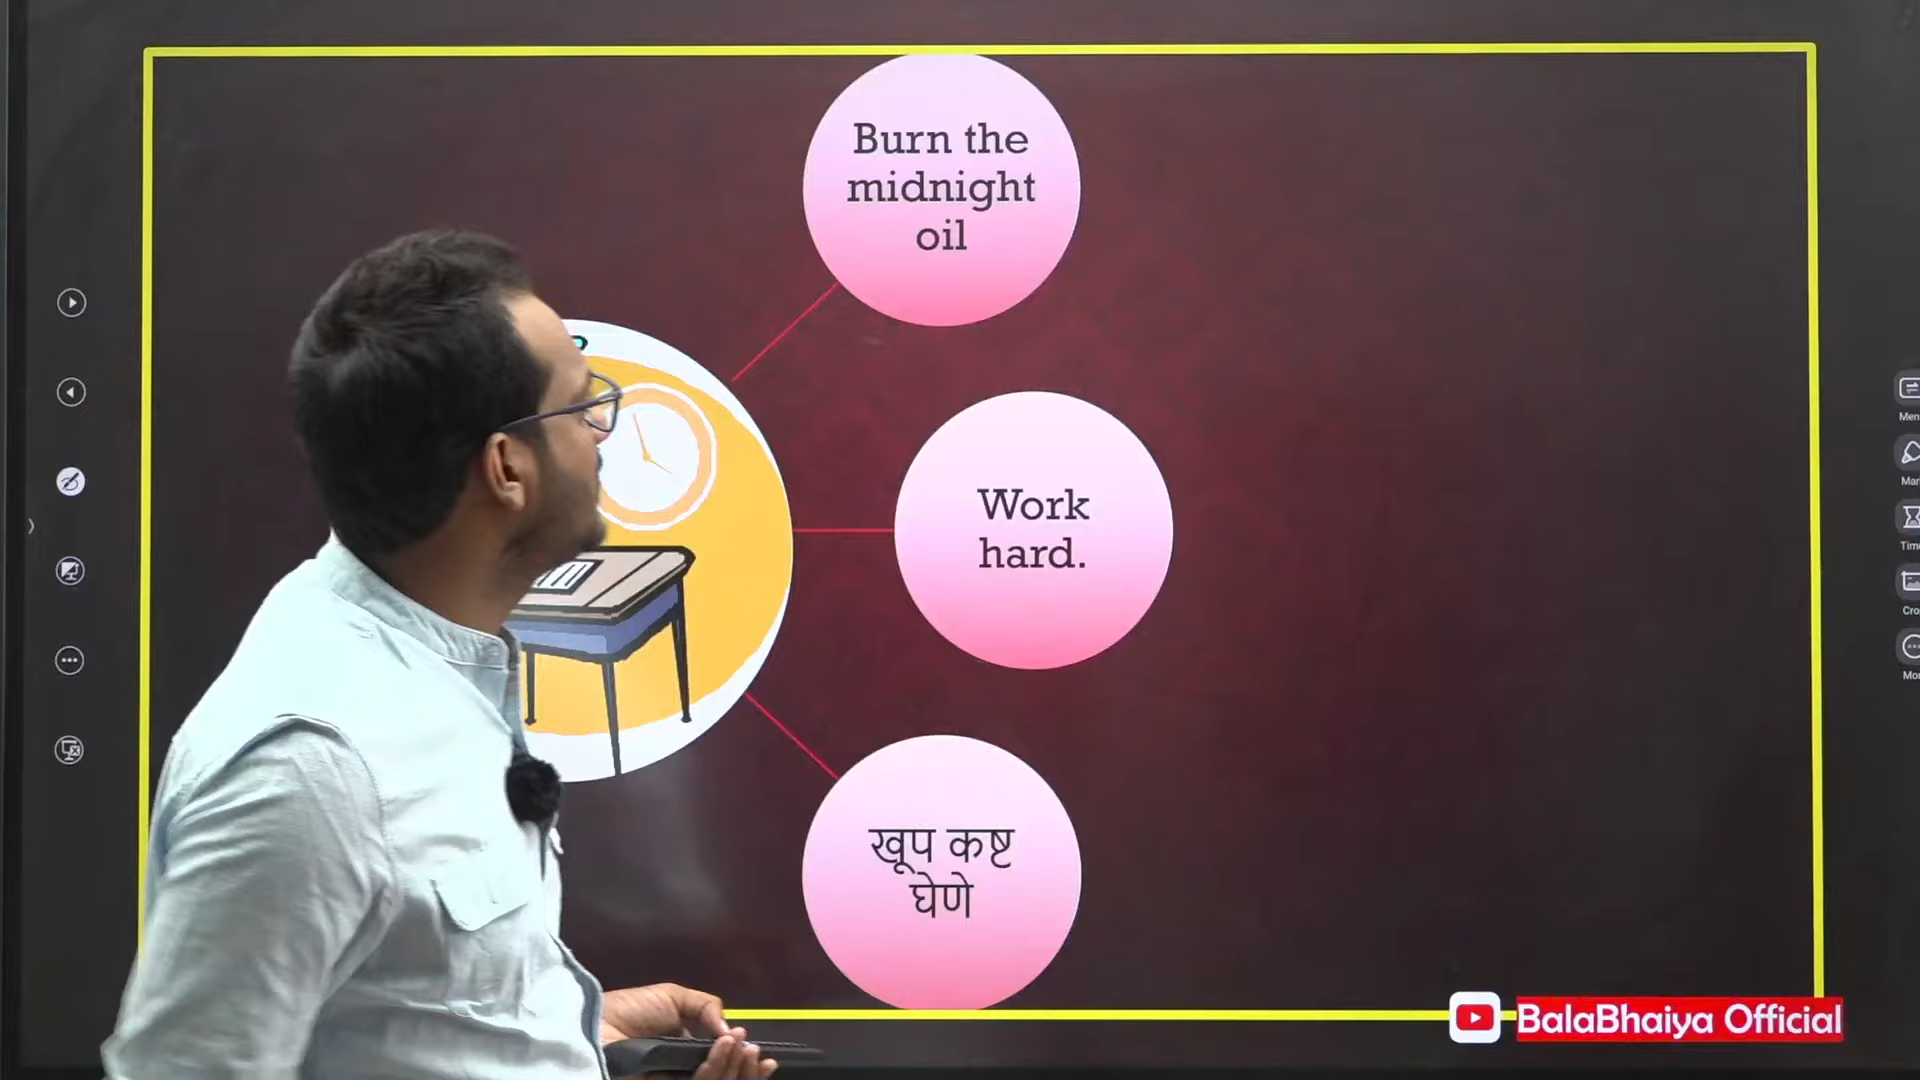 Burn the
midnight
oil
Work
hard.
खूप कष्ट
घेणे
BalaBhaiya Official